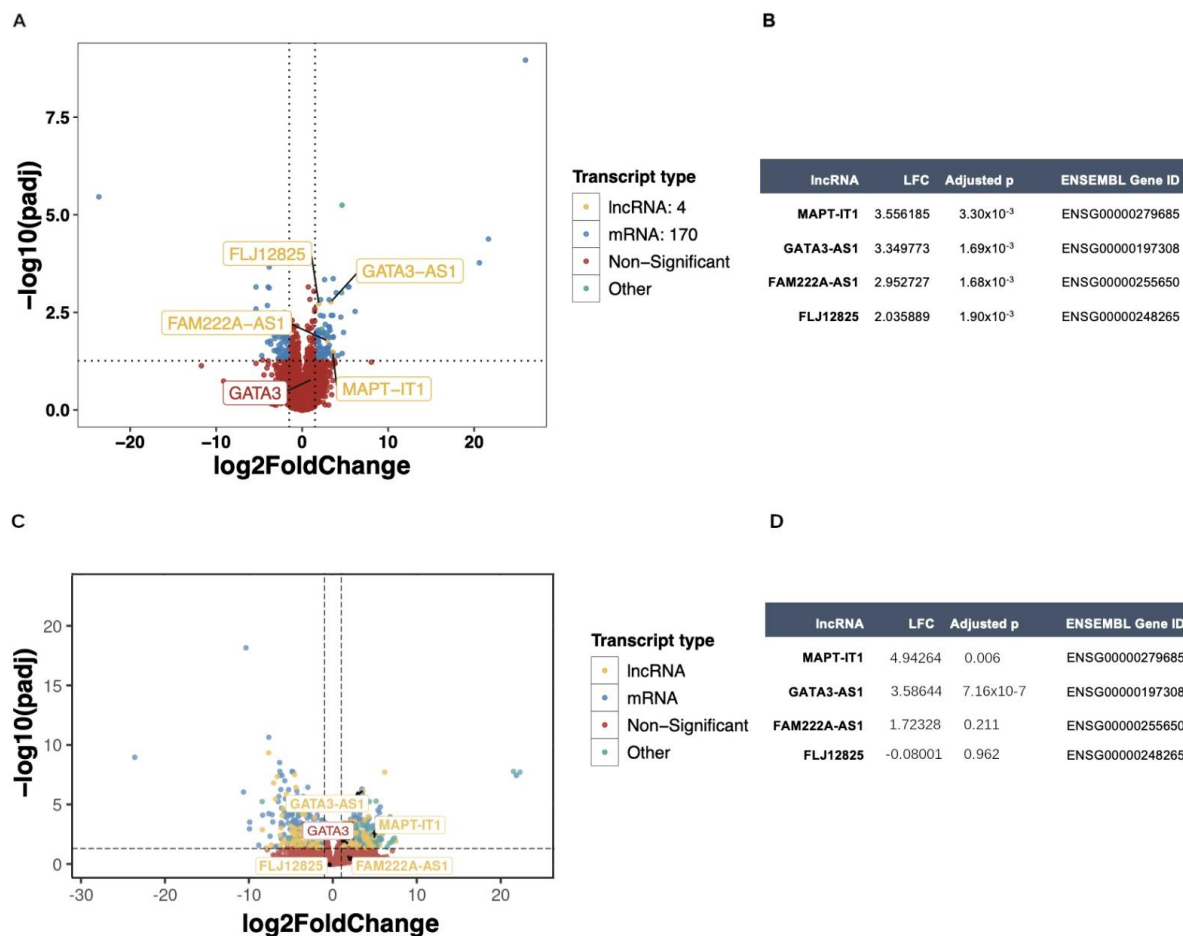 A
B
7.5
5.0
2.5
0.0
−log10(padj)
FLJ12825
GATA3−AS1
FAM222A−AS1
GATA3
MAPT−IT1
−20
−10
0
10
20
log2FoldChange
Transcript type
lncRNA: 4
mRNA: 170
Non−Significant
Other
lncRNA LFC Adjusted p ENSEMBL Gene ID
MAPT-IT1 3.556185 3.30x10⁻³ ENSG00000279685
GATA3-AS1 3.349773 1.69x10⁻³ ENSG00000197308
FAM222A-AS1 2.952727 1.68x10⁻³ ENSG00000255650
FLJ12825 2.035889 1.90x10⁻³ ENSG00000248265
C
D
20
15
10
5
0
−log10(padj)
GATA3-AS1
MAPT-IT1
GATA3
FLJ12825
FAM222A-AS1
-30
-20
-10
0
10
20
log2FoldChange
Transcript type
lncRNA
mRNA
Non−Significant
Other
lncRNA LFC Adjusted p ENSEMBL Gene ID
MAPT-IT1 4.94264 0.006 ENSG00000279685
GATA3-AS1 3.58644 7.16x10-7 ENSG00000197308
FAM222A-AS1 1.72328 0.211 ENSG00000255650
FLJ12825 -0.08001 0.962 ENSG00000248265